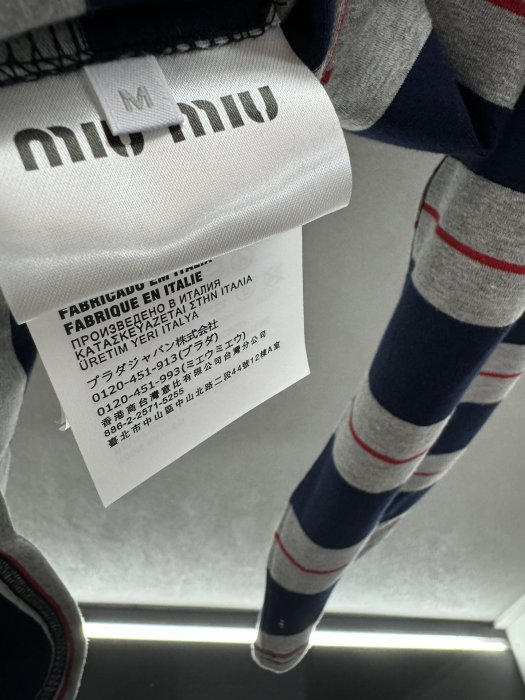 M
miu miu
FABRICADO EM ITALIA
FABRIQUE EN ITALIE
ПРОИЗВЕДЕНО В ИТАЛИЯ
ΚΑΤΑΣΚΕΥΑΖΕΤΑΙ ΣΤΗΝ ΙΤΑΛΙΑ
ÜRETIM YERI ITALYA
プラダジャパン株式会社
0120-451-913(プラダ)
0120-451-993(ミュウミュウ)
香港商台灣意比有限公司台灣分公司
886-2-2571-5255
臺北市中山區中山北路二段44號12樓A室